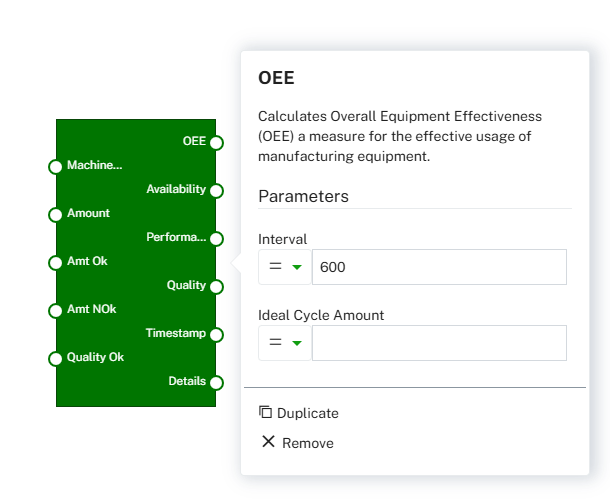 OEE
Machine...
Availability
Amount
Performa...
Amt Ok
Quality
Amt NOk
Timestamp
Quality Ok
Details
OEE
Calculates Overall Equipment Effectiveness
(OEE) a measure for the effective usage of
manufacturing equipment.
Parameters
Interval
= 600
Ideal Cycle Amount
=
Duplicate
Remove